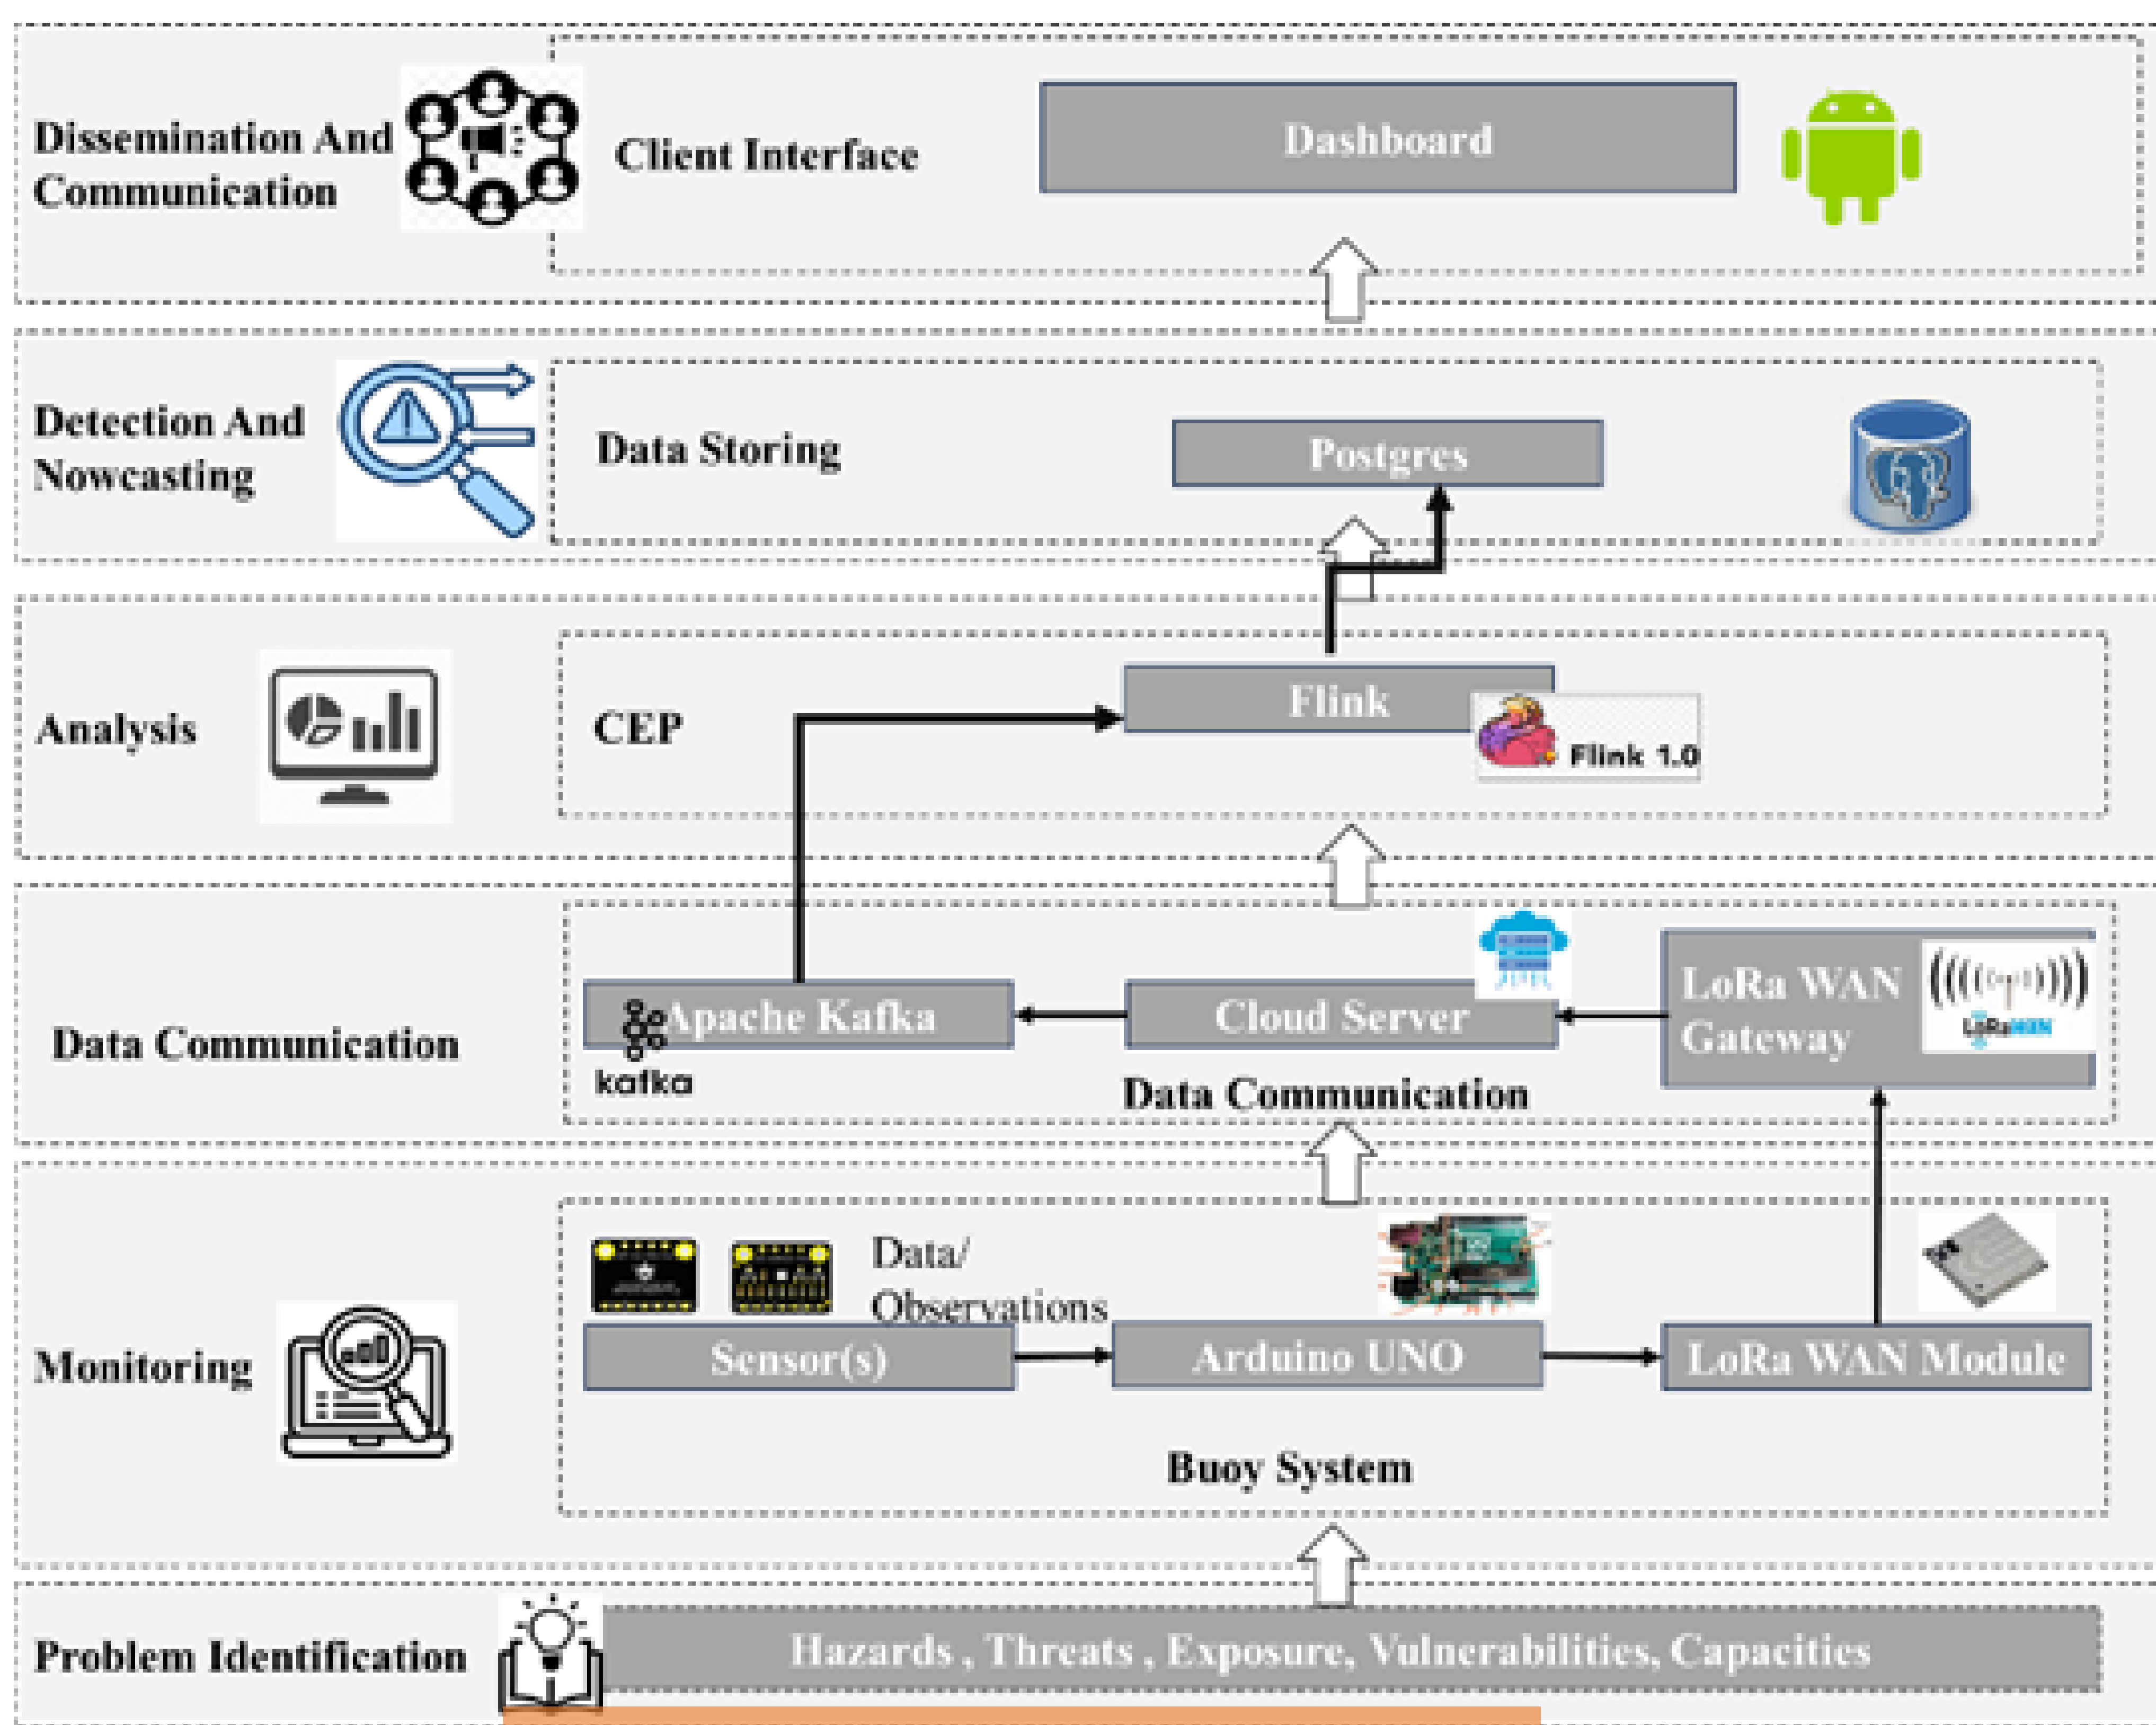 Dissemination And
Communication
Client Interface
Dashboard
Detection And
Nowcasting
Data Storing
Postgres
Analysis
CEP
Flink
Flink 1.0
Data Communication
Apache Kafka
kafka
Cloud Server
LoRa WAN
Gateway
LoRaWAN
Data Communication
Monitoring
Data/
Observations
Sensor(s)
Arduino UNO
LoRa WAN Module
Buoy System
Problem Identification
Hazards , Threats , Exposure, Vulnerabilities, Capacities